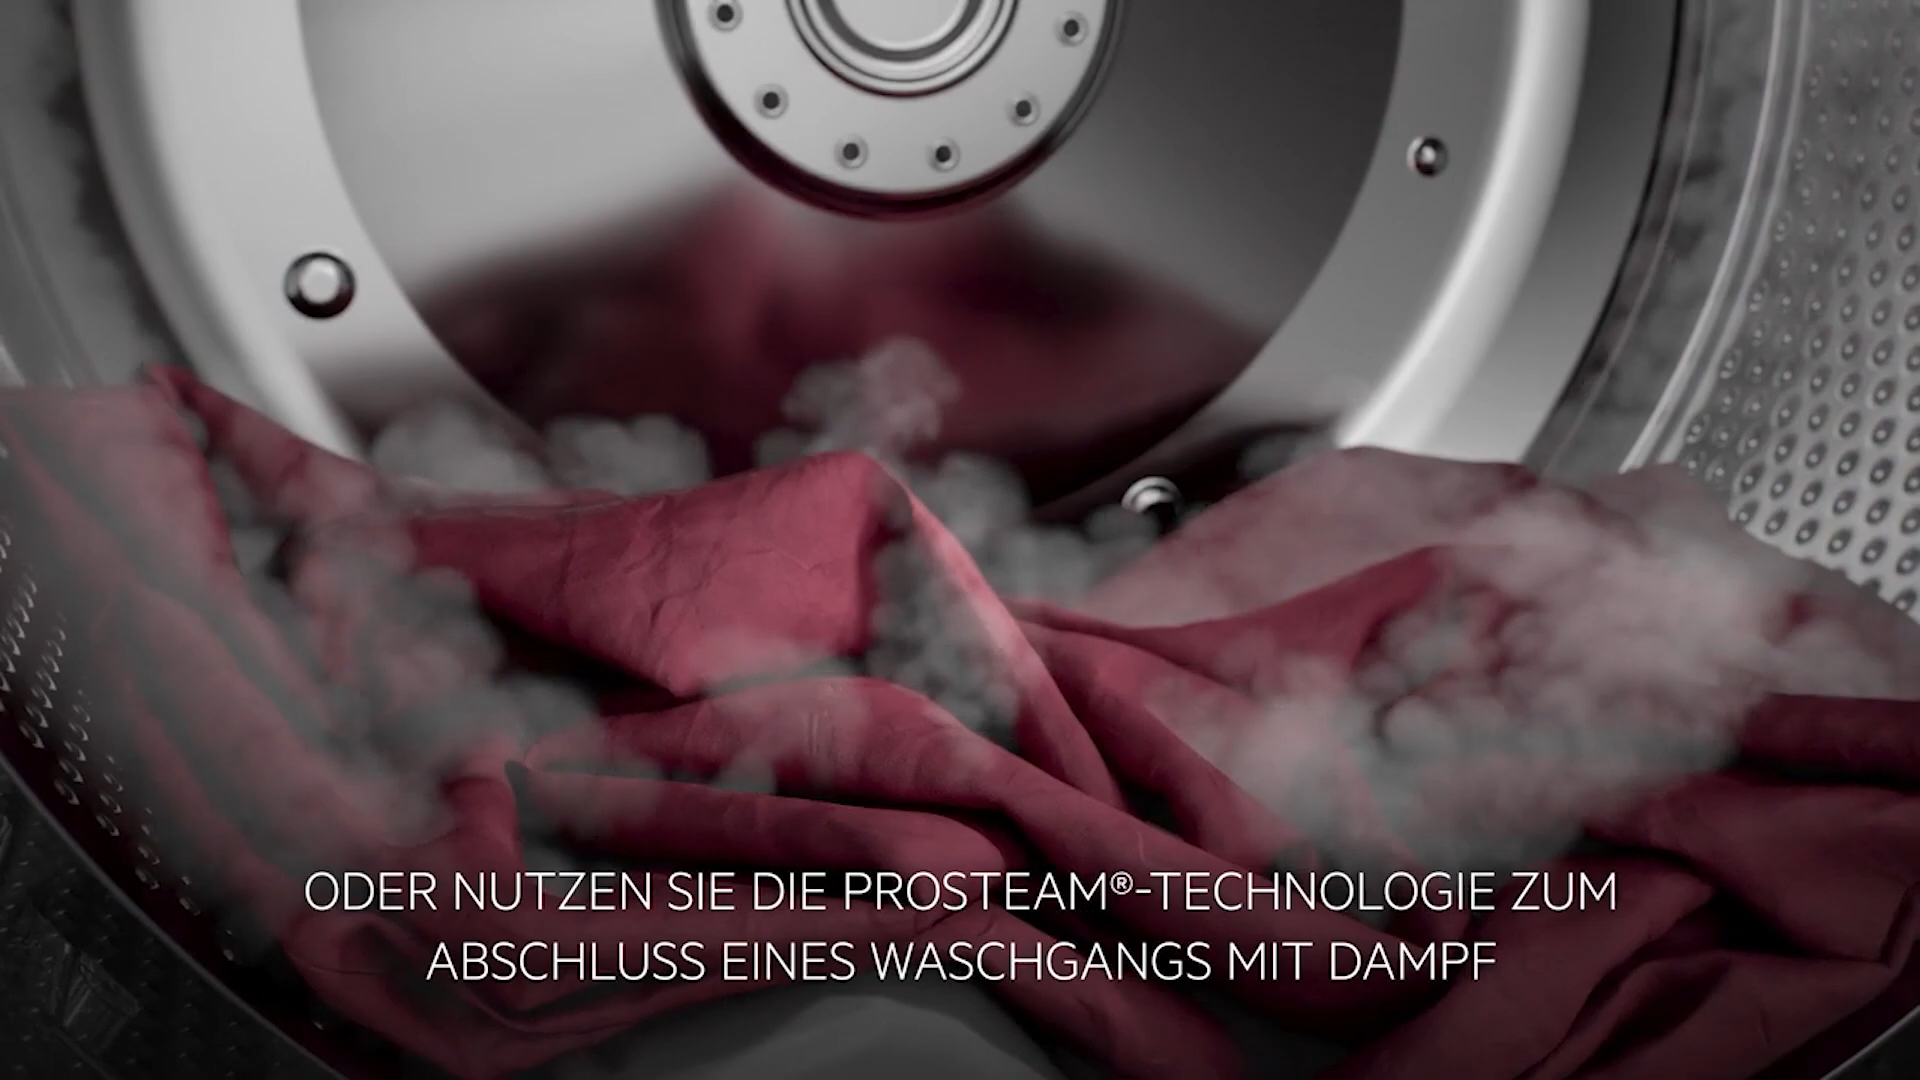 ODER NUTZEN SIE DIE PROSTEAM®-TECHNOLOGIE ZUM
ABSCHLUSS EINES WASCHGANGS MIT DAMPF